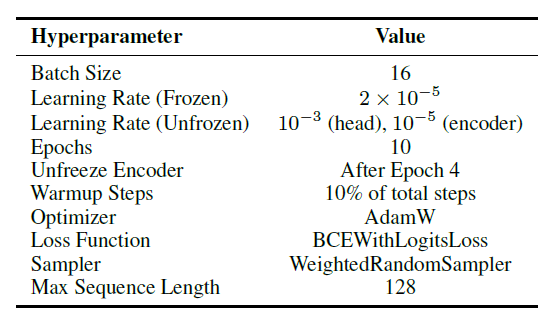 Hyperparameter Value
Batch Size 16
Learning Rate (Frozen) 2 × 10⁻⁵
Learning Rate (Unfrozen) 10⁻³ (head), 10⁻⁵ (encoder)
Epochs 10
Unfreeze Encoder After Epoch 4
Warmup Steps 10% of total steps
Optimizer AdamW
Loss Function BCEWithLogitsLoss
Sampler WeightedRandomSampler
Max Sequence Length 128